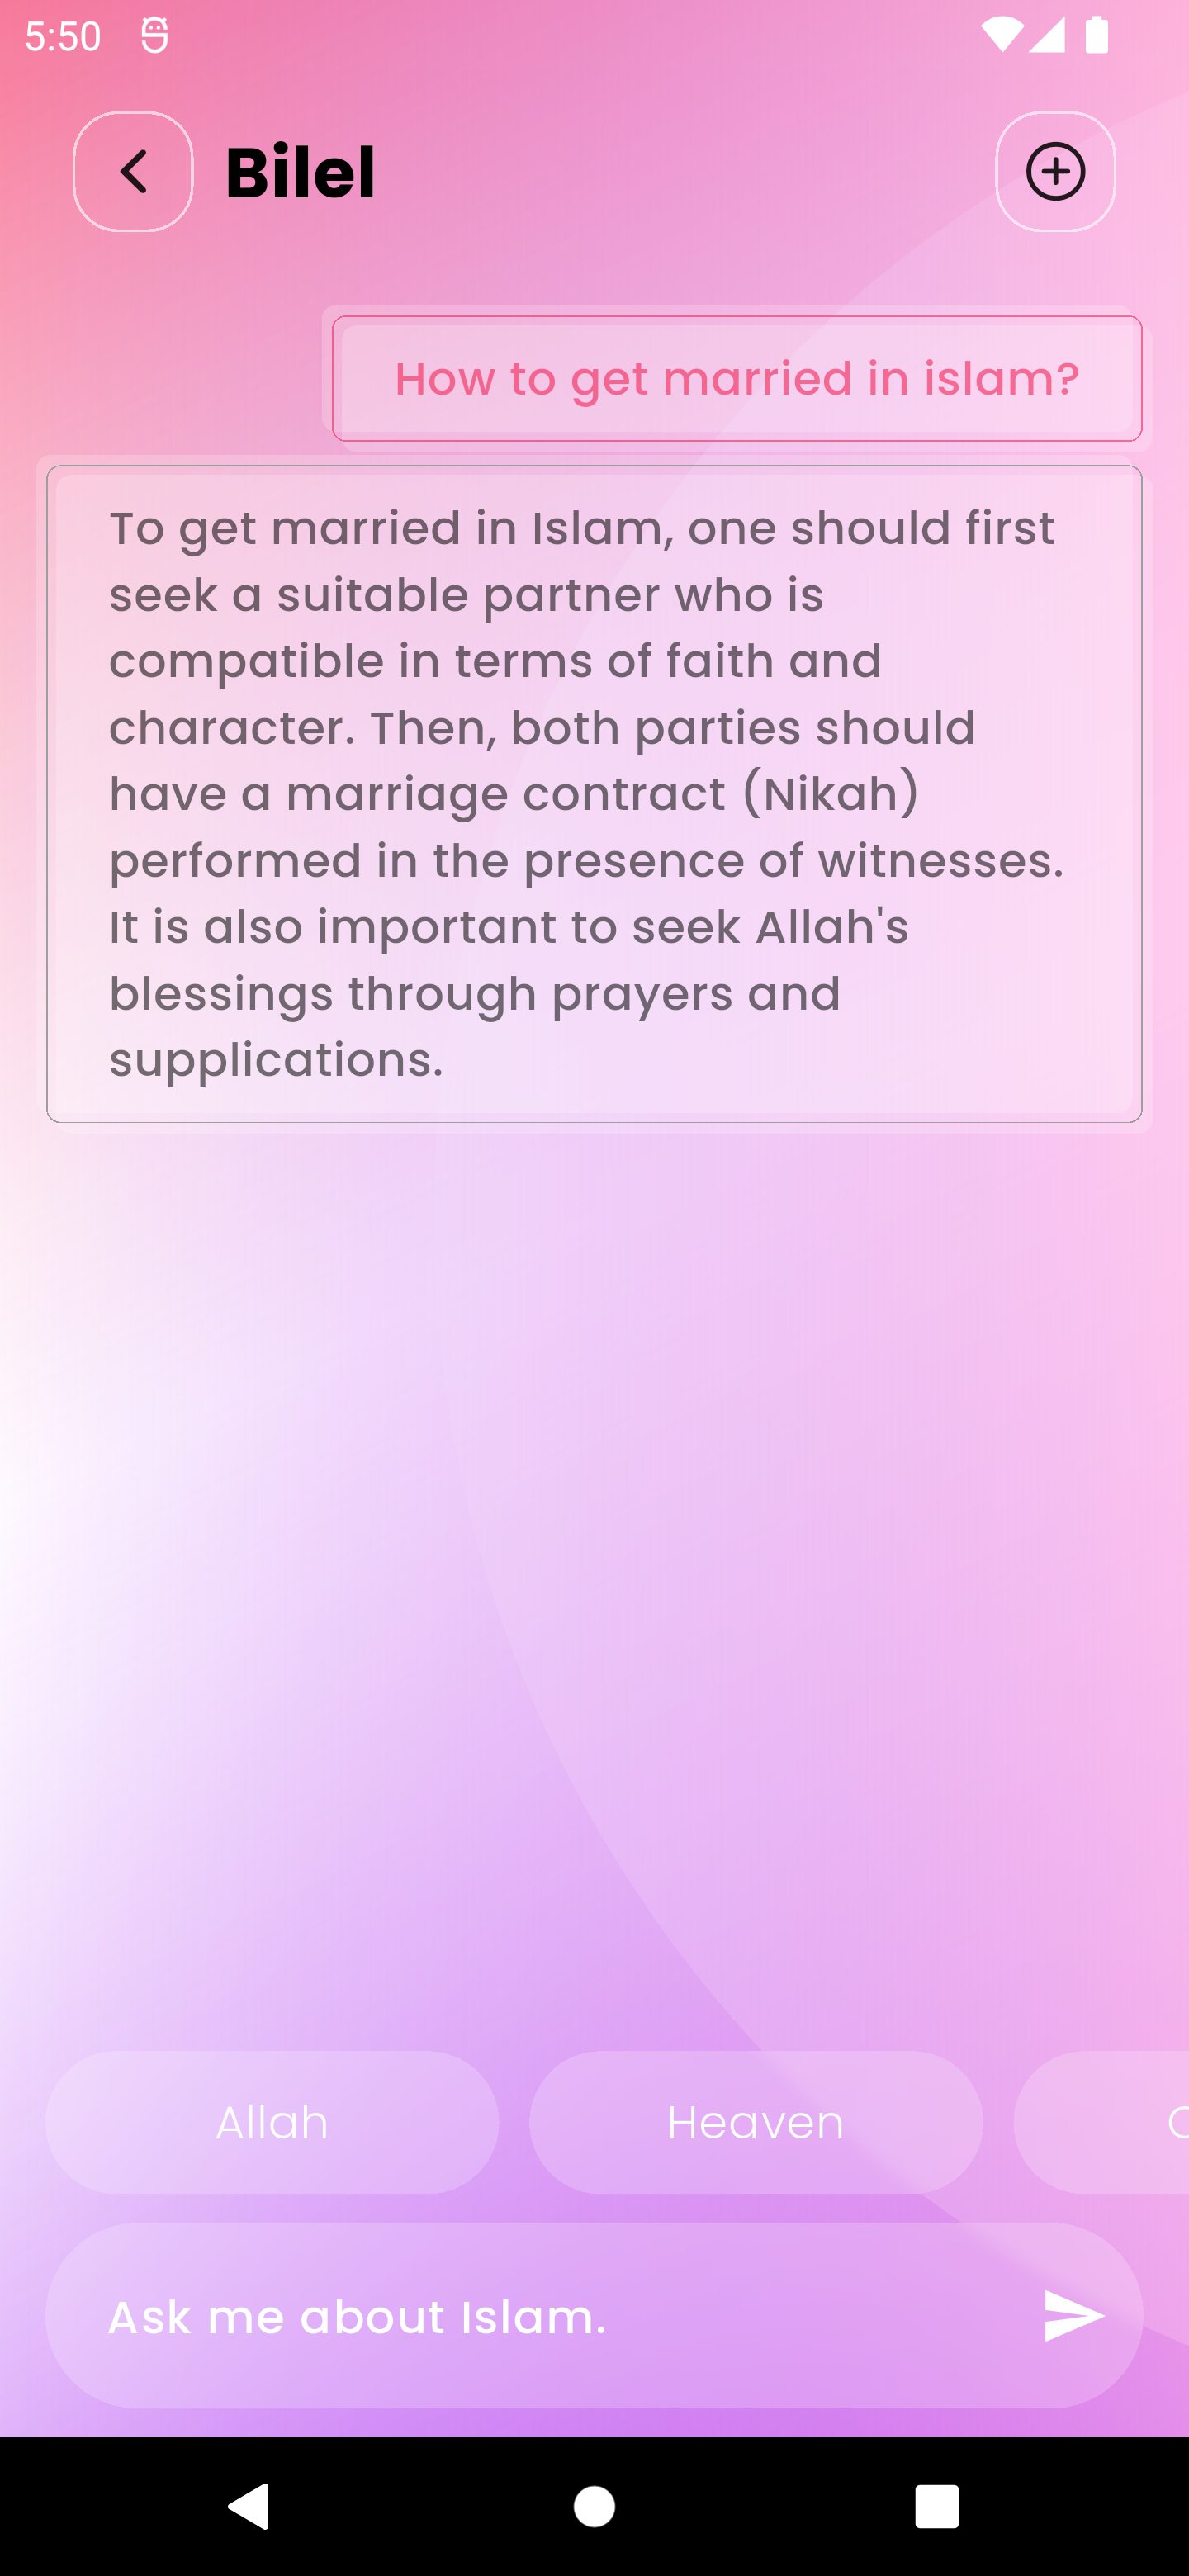 5:50
Bilel
How to get married in islam?
To get married in Islam, one should first
seek a suitable partner who is
compatible in terms of faith and
character. Then, both parties should
have a marriage contract (Nikah)
performed in the presence of witnesses.
It is also important to seek Allah's
blessings through prayers and
supplications.
Allah
Heaven
Ask me about Islam.